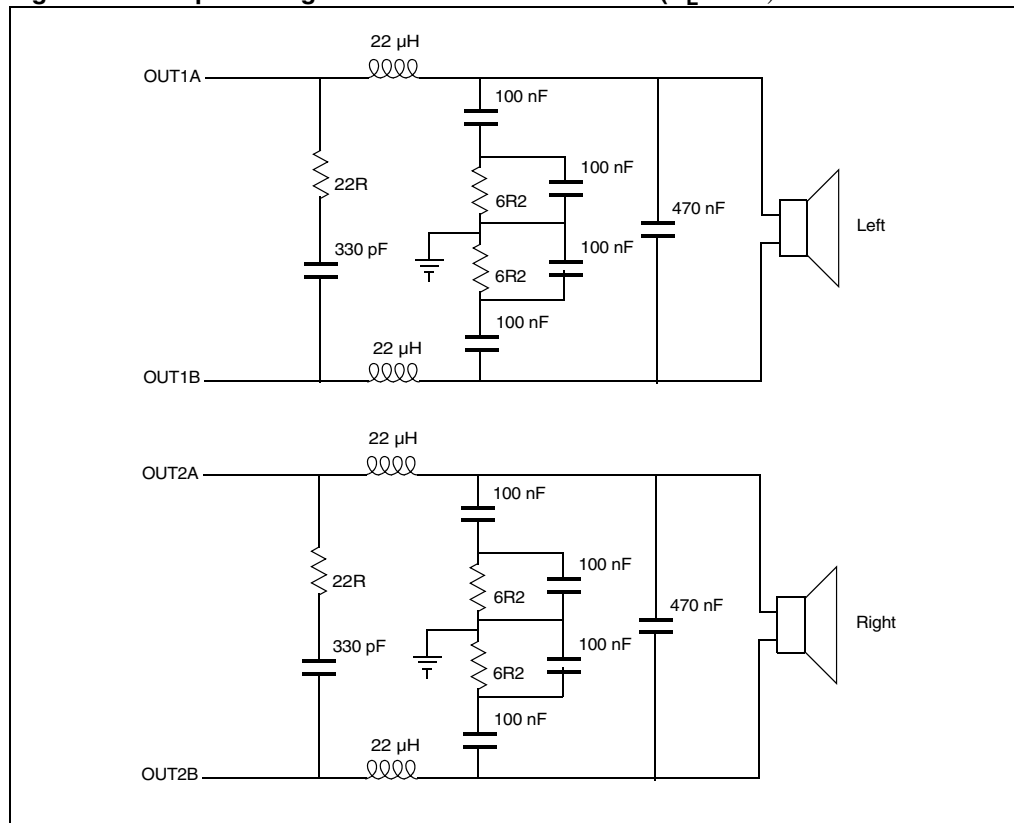 22 µH
OUT1A
100 nF
100 nF
22R
6R2
470 nF
Left
330 pF
100 nF
6R2
100 nF
22 µH
OUT1B
22 µH
OUT2A
100 nF
100 nF
22R
6R2
470 nF
Right
330 pF
100 nF
6R2
100 nF
22 µH
OUT2B